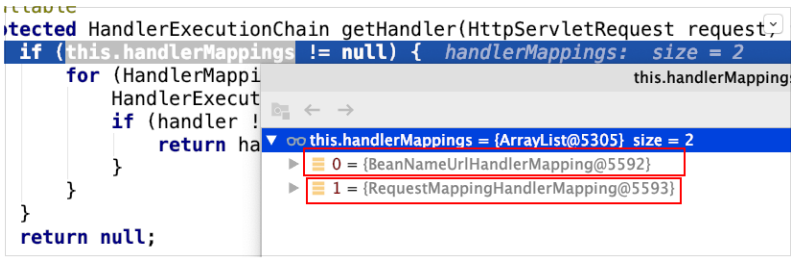 otected HandlerExecutionChain getHandler(HttpServletRequest request,
if (this.handlerMappings != null) { handlerMappings: size = 2
for (HandlerMappi
this.handlerMappings
HandlerExecut
if (handler !
this.handlerMappings = {ArrayList@5305} size = 2
return ha
0 = {BeanNameUrlHandlerMapping@5592}
}
1 = {RequestMappingHandlerMapping@5593}
}
}
return null;